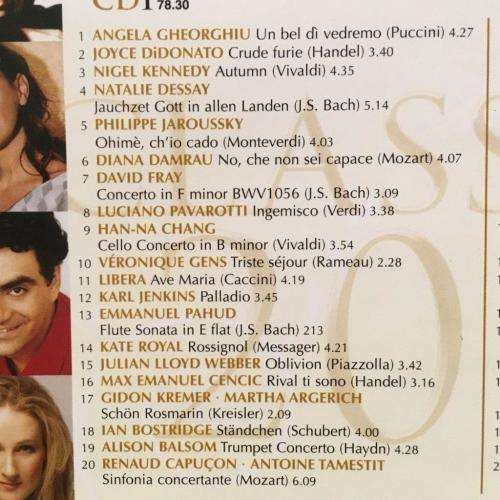 CD1 78.30
1 ANGELA GHEORGHIU Un bel dì vedremo (Puccini) 4.27
2 JOYCE DiDONATO Crude furie (Handel) 3.40
3 NIGEL KENNEDY Autumn (Vivaldi) 4.35
4 NATALIE DESSAY
Jauchzet Gott in allen Landen (J.S. Bach) 5.14
5 PHILIPPE JAROUSSKY
Ohimè, ch'io cado (Monteverdi) 4.03
6 DIANA DAMRAU No, che non sei capace (Mozart) 4.07
7 DAVID FRAY
Concerto in F minor BWV1056 (J.S. Bach) 3.09
8 LUCIANO PAVAROTTI Ingemisco (Verdi) 3.38
9 HAN-NA CHANG
Cello Concerto in B minor (Vivaldi) 3.54
10 VÉRONIQUE GENS Triste séjour (Rameau) 2.28
11 LIBERA Ave Maria (Caccini) 4.19
12 KARL JENKINS Palladio 3.45
13 EMMANUEL PAHUD
Flute Sonata in E flat (J.S. Bach) 213
14 KATE ROYAL Rossignol (Messager) 4.21
15 JULIAN LLOYD WEBBER Oblivion (Piazzolla) 3.42
16 MAX EMANUEL CENCIC Rival ti sono (Handel) 3.16
17 GIDON KREMER · MARTHA ARGERICH
Schön Rosmarin (Kreisler) 2.09
18 IAN BOSTRIDGE Ständchen (Schubert) 4.00
19 ALISON BALSOM Trumpet Concerto (Haydn) 4.28
20 RENAUD CAPUÇON · ANTOINE TAMESTIT
Sinfonia concertante (Mozart) 6.09